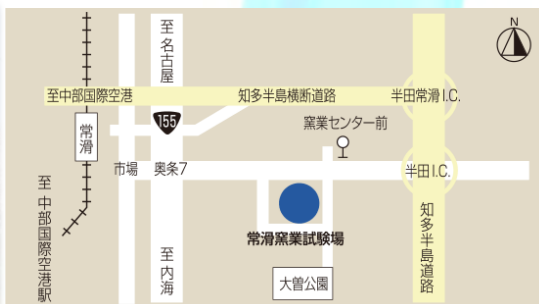 N
至名古屋
至中部国際空港
知多半島横断道路
半田常滑I.C.
155
窯業センター前
常滑
市場
奥条7
半田I.C.
至 中部国際空港駅
常滑窯業試験場
知多半島道路
至内海
大曽公園